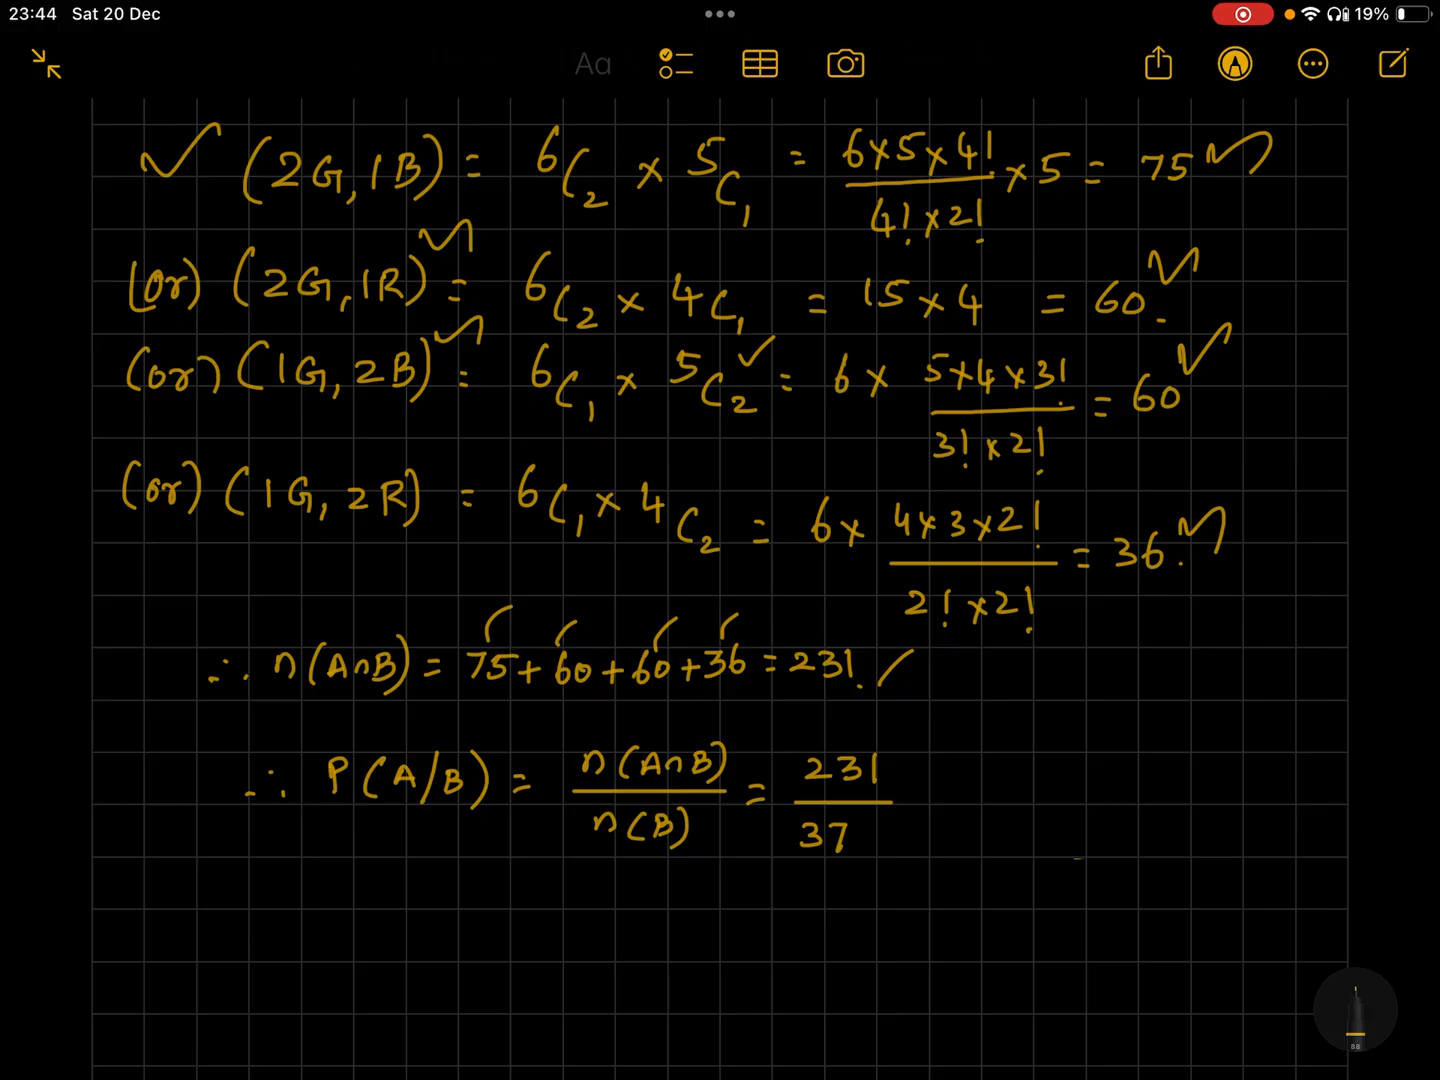 23:44 Sat 20 Dec 19%
Aa
(2G, 1B) = 6C₂ × 5C₁ = 6×5×4! / 4!×2! × 5 = 75
(or) (2G, 1R) = 6C₂ × 4C₁ = 15×4 = 60.
(or) (1G, 2B) = 6C₁ × 5C₂ = 6 × 5×4×3! / 3!×2! = 60
(or) (1G, 2R) = 6C₁ × 4C₂ = 6× 4×3×2! / 2!×2! = 36.
∴ n(A∩B) = 75+60+60+36 = 231.
∴ P(A/B) = n(A∩B) / n(B) = 231 / 37
88